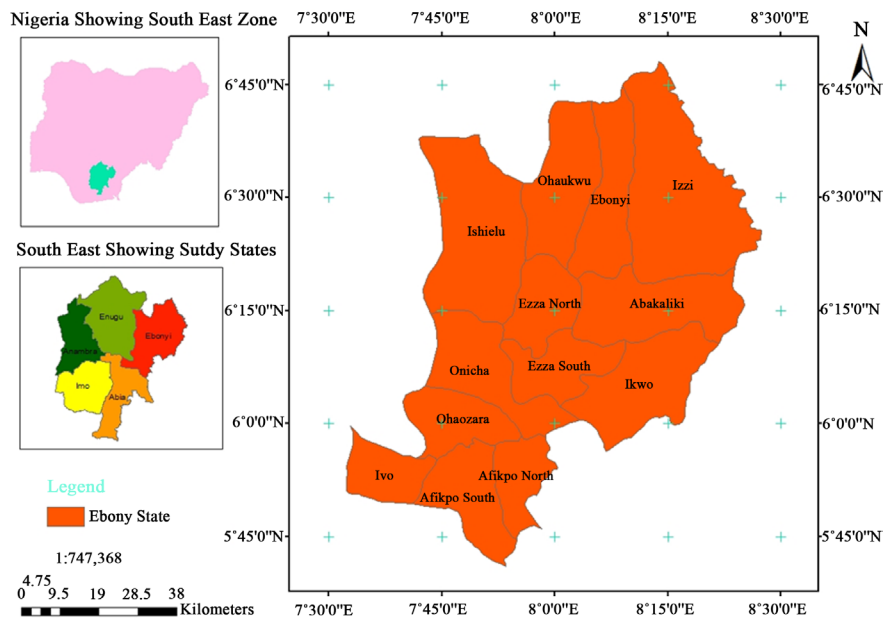 Nigeria Showing South East Zone
South East Showing Sutdy States
Enugu
Anambra
Ebonyi
Imo
Abia
Legend
Ebony State
1:747,368
4.75
0 9.5 19 28.5 38
Kilometers
7°30'0"E 7°45'0"E 8°0'0"E 8°15'0"E 8°30'0"E
N
6°45'0"N 6°45'0"N
6°30'0"N 6°30'0"N
6°15'0"N 6°15'0"N
6°0'0"N 6°0'0"N
5°45'0"N 5°45'0"N
Ohaukwu
Izzi
Ebonyi
Ishielu
Ezza North
Abakaliki
Onicha
Ezza South
Ikwo
Ohaozara
Ivo
Afikpo North
Afikpo South
7°30'0"E 7°45'0"E 8°0'0"E 8°15'0"E 8°30'0"E